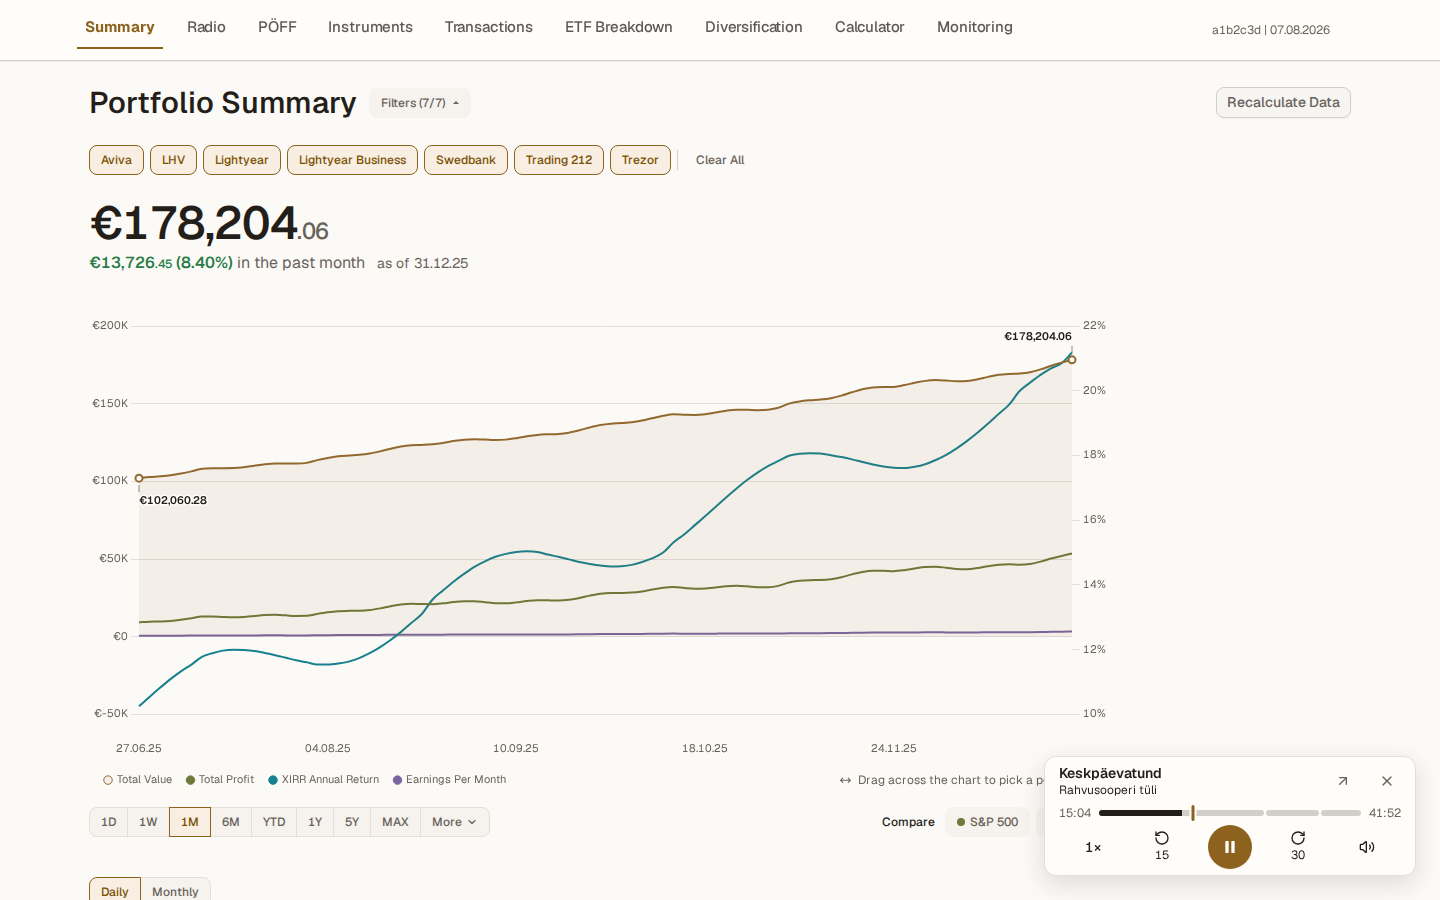 Summary Radio PÖFF Instruments Transactions ETF Breakdown Diversification Calculator Monitoring a1b2c3d | 07.08.2026
Portfolio Summary Filters (7/7) Recalculate Data
Aviva LHV Lightyear Lightyear Business Swedbank Trading 212 Trezor Clear All
€178,204.06
€13,726.45 (8.40%) in the past month as of 31.12.25
€200K 22%
€178,204.06
20%
€150K
18%
€100K
€102,060.28
16%
€50K
14%
€0
12%
€-50K 10%
27.06.25 04.08.25 10.09.25 18.10.25 24.11.25
Total Value Total Profit XIRR Annual Return Earnings Per Month ↔ Drag across the chart to pick a p
1D 1W 1M 6M YTD 1Y 5Y MAX More Compare S&P 500
Keskpäevatund
Rahvusooperi tüli
15:04 41:52
1× 15 30
Daily Monthly